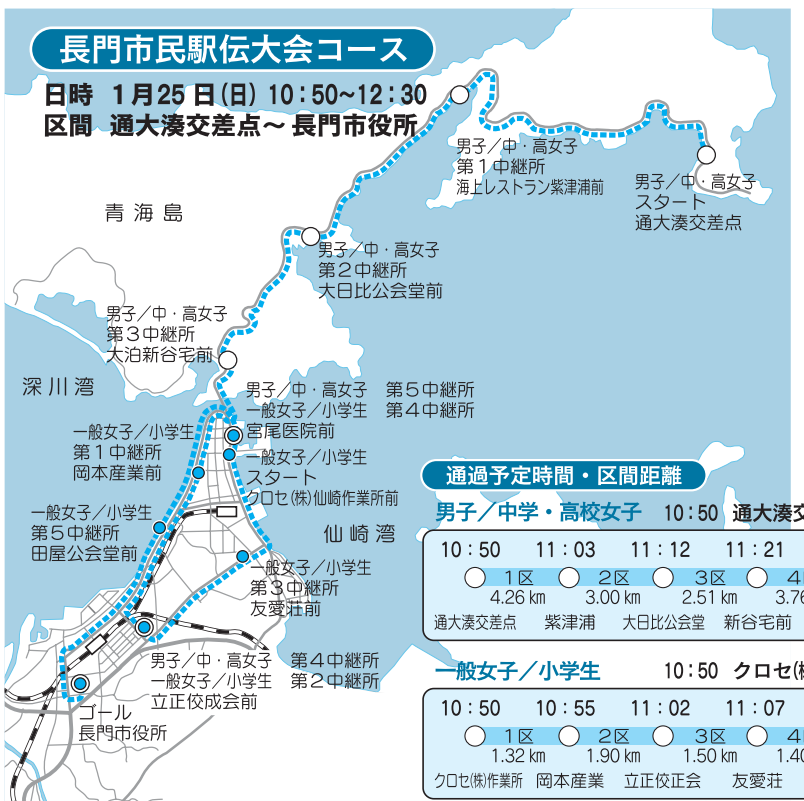 長門市民駅伝大会コース
日時 1月25日(日) 10:50~12:30
区間 通大湊交差点～長門市役所
男子／中・高女子
第1中継所
海上レストラン紫津浦前
男子／中・高女子
スタート
通大湊交差点
青海島
男子／中・高女子
第2中継所
大日比公会堂前
男子／中・高女子
第3中継所
大泊新谷宅前
深川湾
男子／中・高女子 第5中継所
一般女子／小学生 第4中継所
宮尾医院前
一般女子／小学生
第1中継所
岡本産業前
一般女子／小学生
スタート
クロセ(株)仙崎作業所前
一般女子／小学生
第5中継所
田屋公会堂前
仙崎湾
一般女子／小学生
第3中継所
友愛荘前
男子／中・高女子 第4中継所
一般女子／小学生 第2中継所
立正佼成会前
ゴール
長門市役所
通過予定時間・区間距離
男子／中学・高校女子 10:50 通大湊交
10:50 11:03 11:12 11:21
1区 2区 3区 4
4.26 km 3.00 km 2.51 km 3.76
通大湊交差点 紫津浦 大日比公会堂 新谷宅前
一般女子／小学生 10:50 クロセ(株
10:50 10:55 11:02 11:07
1区 2区 3区 4
1.32 km 1.90 km 1.50 km 1.40
クロセ(株)作業所 岡本産業 立正佼正会 友愛荘